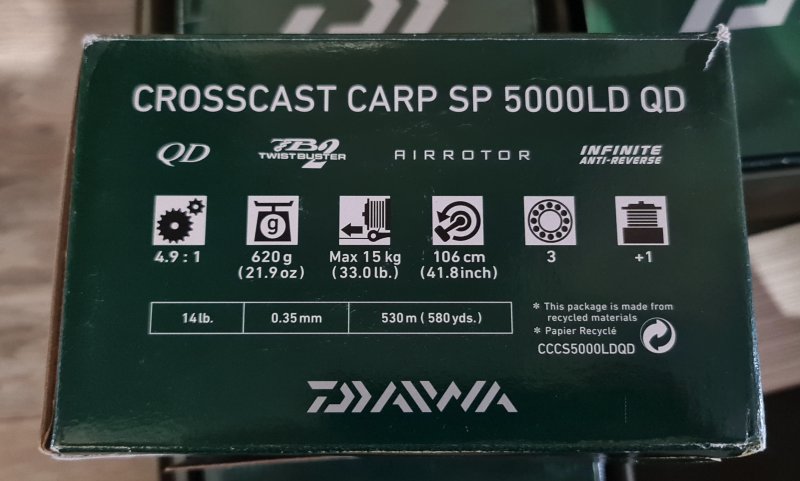 CROSSCAST CARP SP 5000LD QD
QD TB2 TWISTBUSTER AIRROTOR INFINITE ANTI-REVERSE
g
4.9 : 1 620 g (21.9 oz) Max 15 kg (33.0 lb.) 106 cm (41.8 inch) 3 +1
14 lb. 0.35 mm 530 m ( 580 yds. )
* This package is made from
recycled materials
* Papier Recyclé
CCCS5000LDQD
DAIWA